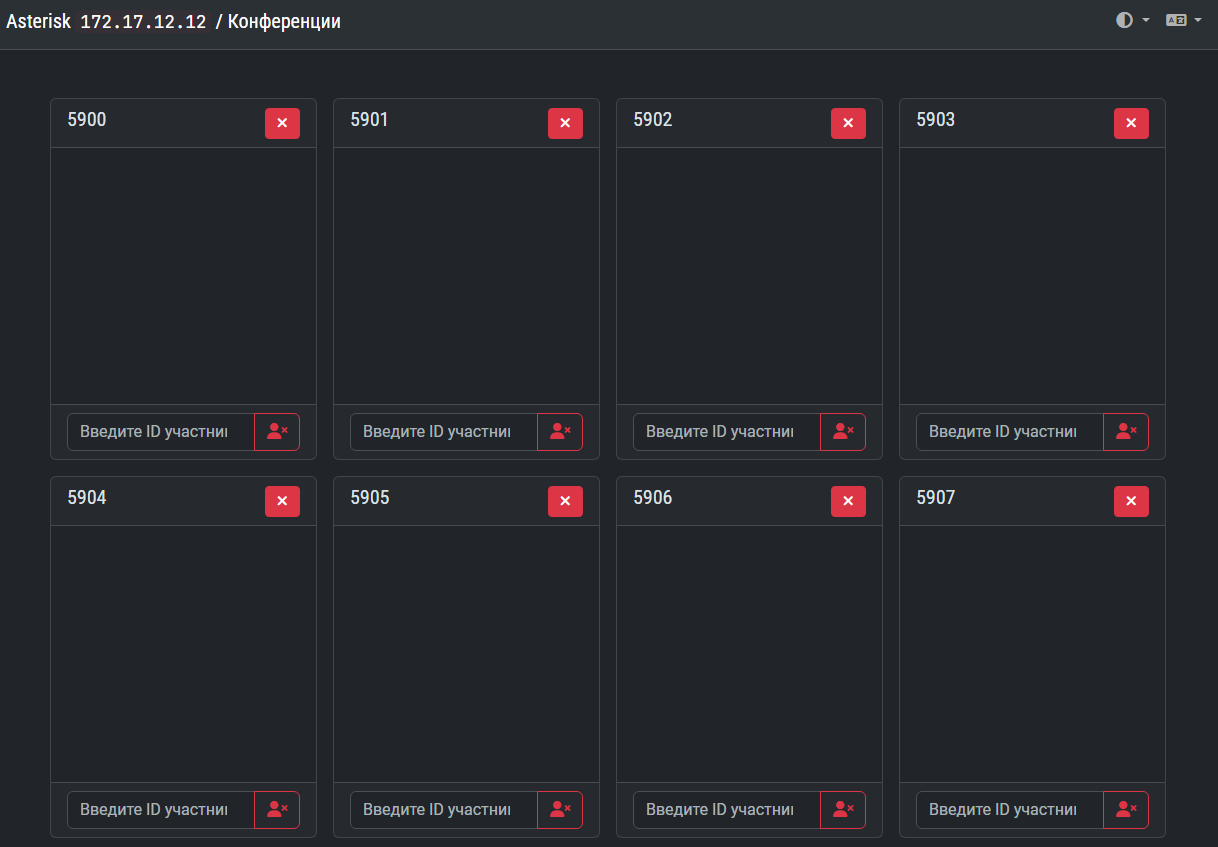 Asterisk 172.17.12.12 / Конференции
5900
5901
5902
5903
Введите ID участни
Введите ID участни
Введите ID участни
Введите ID участни
5904
5905
5906
5907
Введите ID участни
Введите ID участни
Введите ID участни
Введите ID участни